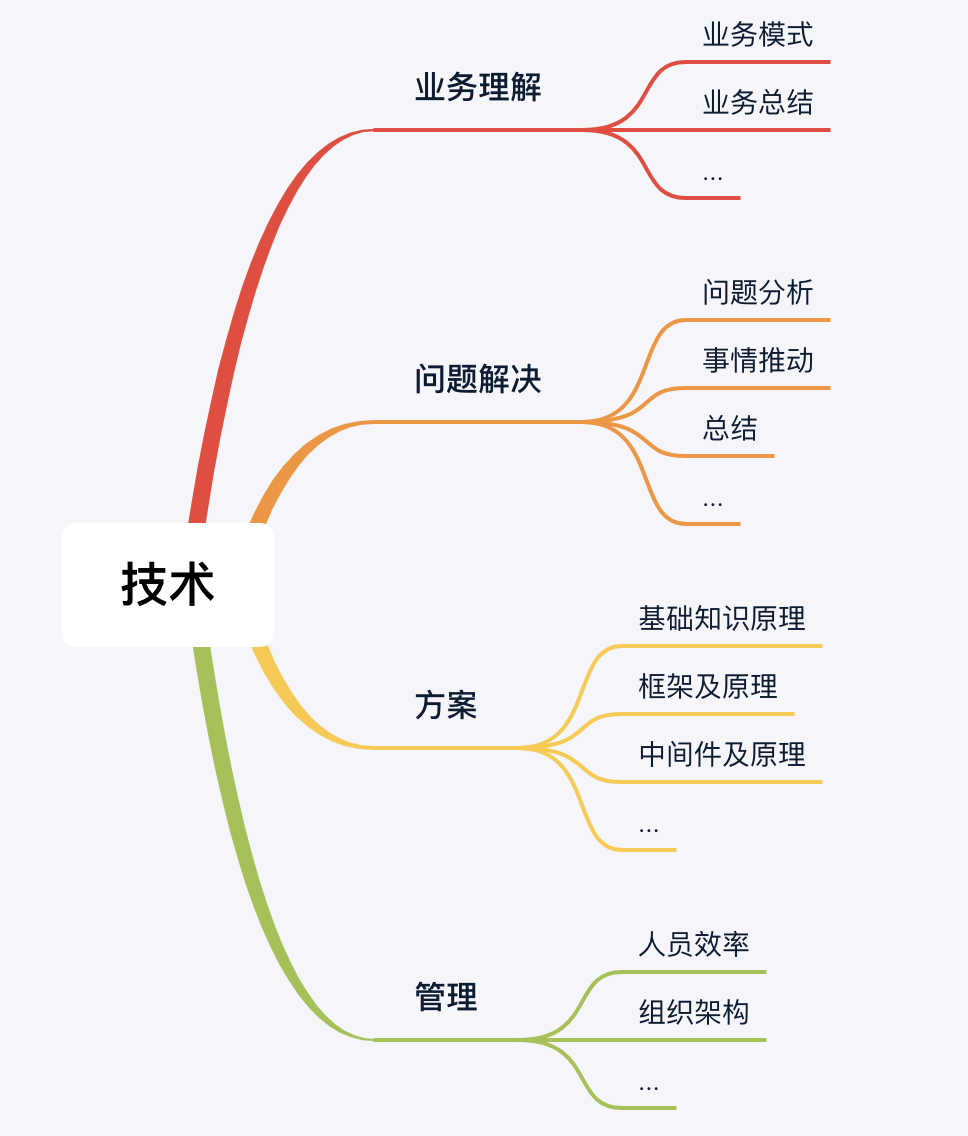 技术
业务理解
业务模式
业务总结
...
问题解决
问题分析
事情推动
总结
...
方案
基础知识原理
框架及原理
中间件及原理
...
管理
人员效率
组织架构
...